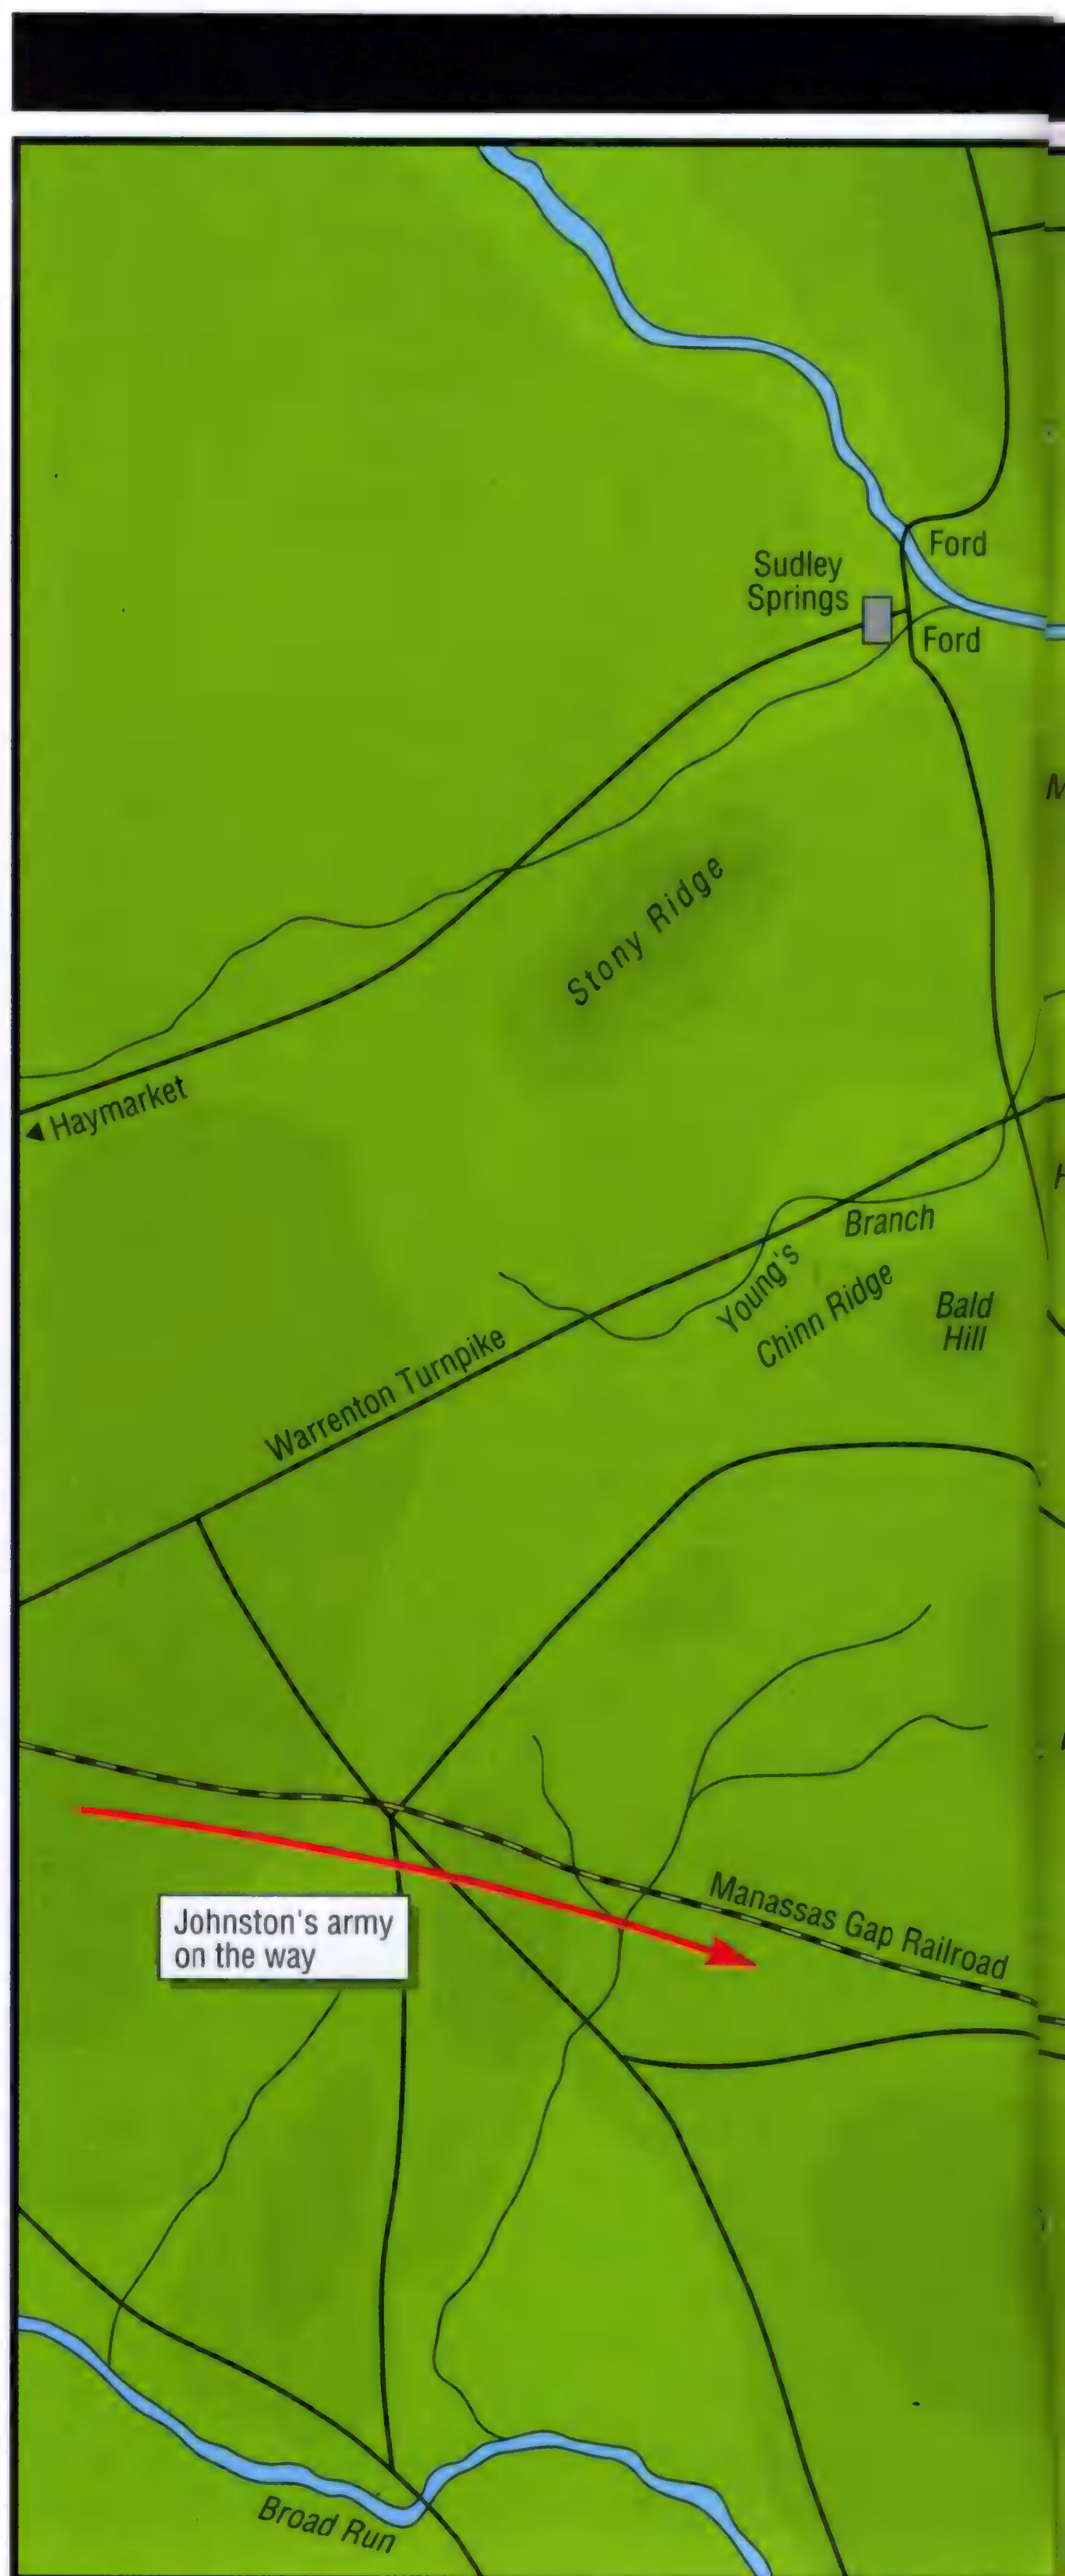 Ford
Sudley
Springs
Ford
Stony Ridge
Haymarket
Branch
Young's
Chinn Ridge
Bald
Hill
Warrenton Turnpike
Manassas Gap Railroad
Johnston's army
on the way
Broad Run